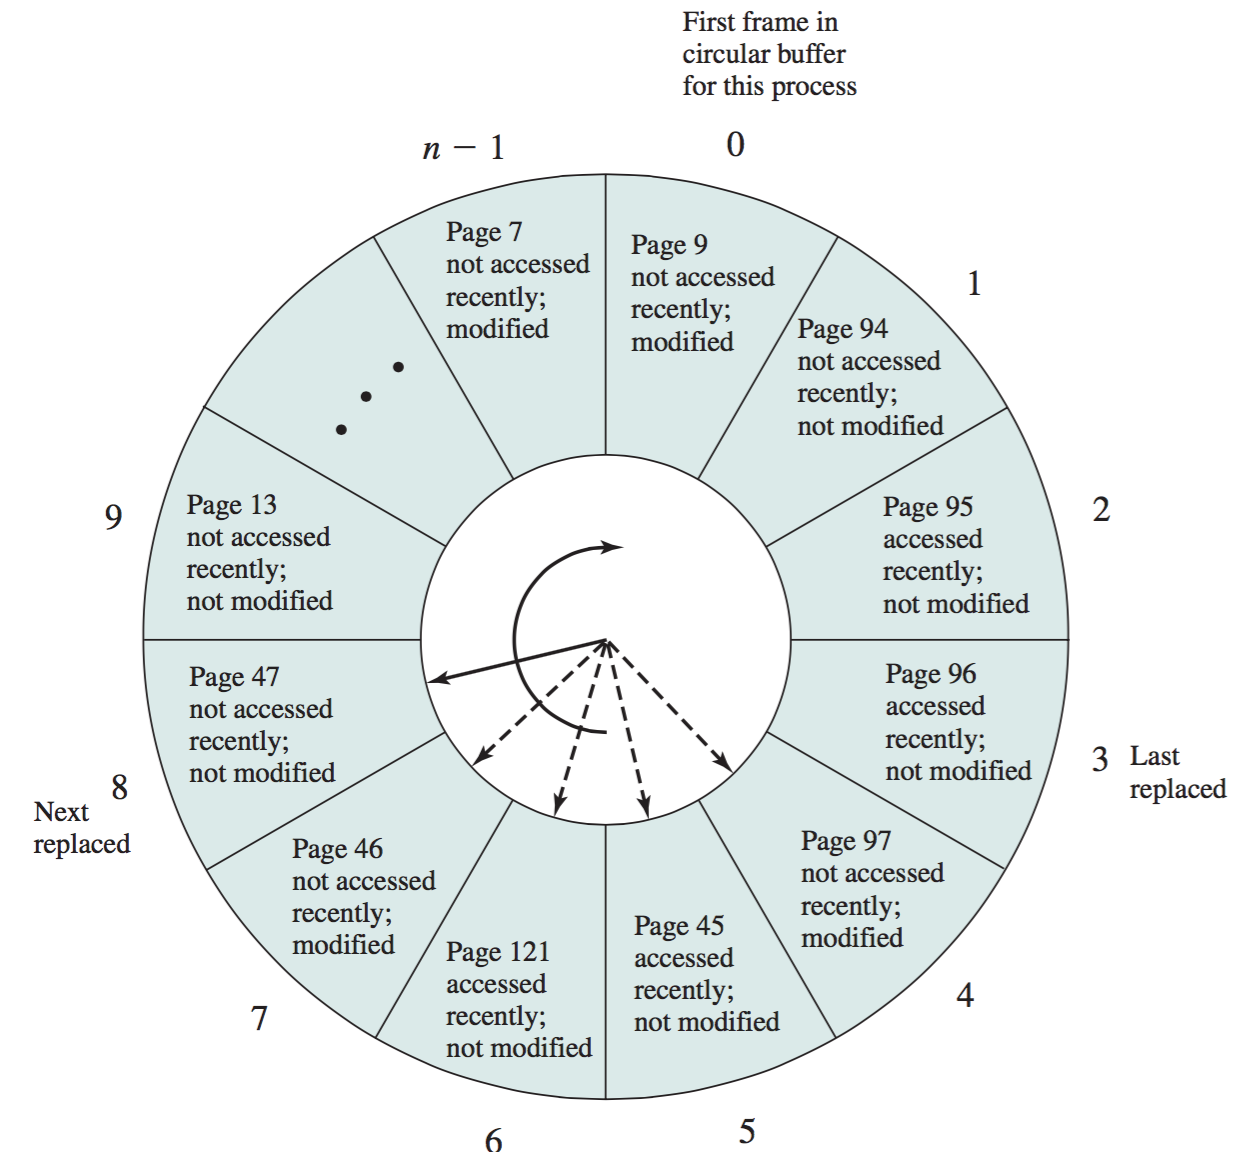 First frame in
circular buffer
for this process
n − 1
0
Page 7
not accessed
recently;
modified
Page 9
not accessed
recently;
modified
1
Page 94
not accessed
recently;
not modified
2
Page 95
accessed
recently;
not modified
9
Page 13
not accessed
recently;
not modified
Page 96
accessed
recently;
not modified
3
Last
replaced
Page 47
not accessed
recently;
not modified
8
Next
replaced
Page 97
not accessed
recently;
modified
4
Page 46
not accessed
recently;
modified
7
Page 45
accessed
recently;
not modified
5
Page 121
accessed
recently;
not modified
6